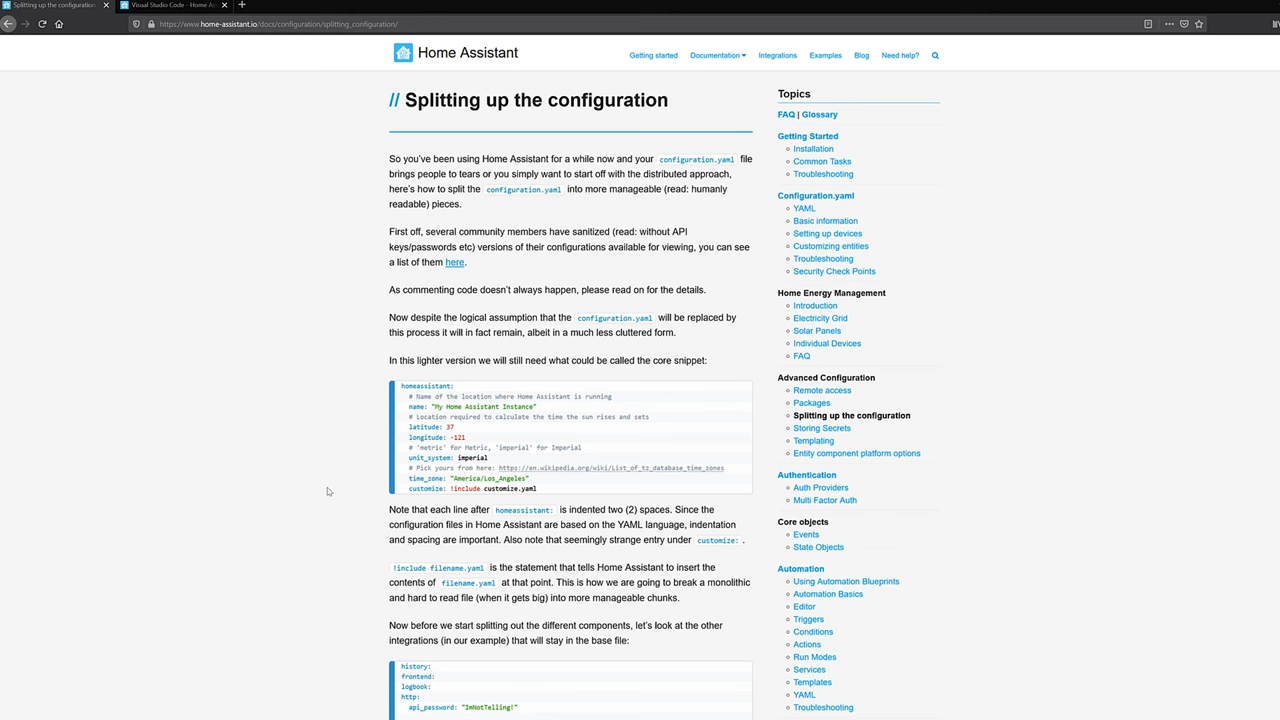 Splitting up the configuration
Visual Studio Code - Home As
https://www.home-assistant.io/docs/configuration/splitting_configuration/
Home Assistant
Getting started
Documentation
Integrations
Examples
Blog
Need help?
// Splitting up the configuration
So you've been using Home Assistant for a while now and your configuration.yaml file
brings people to tears or you simply want to start off with the distributed approach,
here's how to split the configuration.yaml into more manageable (read: humanly
readable) pieces.
First off, several community members have sanitized (read: without API
keys/passwords etc) versions of their configurations available for viewing, you can see
a list of them here.
As commenting code doesn't always happen, please read on for the details.
Now despite the logical assumption that the configuration.yaml will be replaced by
this process it will in fact remain, albeit in a much less cluttered form.
In this lighter version we will still need what could be called the core snippet:
homeassistant:
# Name of the location where Home Assistant is running
name: "My Home Assistant Instance"
# Location required to calculate the time the sun rises and sets
latitude: 37
longitude: -121
# 'metric' for Metric, 'imperial' for Imperial
unit_system: imperial
# Pick yours from here: https://en.wikipedia.org/wiki/List_of_tz_database_time_zones
time_zone: "America/Los_Angeles"
customize: !include customize.yaml
Note that each line after homeassistant: is indented two (2) spaces. Since the
configuration files in Home Assistant are based on the YAML language, indentation
and spacing are important. Also note that seemingly strange entry under customize: .
!include filename.yaml is the statement that tells Home Assistant to insert the
contents of filename.yaml at that point. This is how we are going to break a monolithic
and hard to read file (when it gets big) into more manageable chunks.
Now before we start splitting out the different components, let's look at the other
integrations (in our example) that will stay in the base file:
history:
frontend:
logbook:
http:
api_password: "ImNotTelling!"
Topics
FAQ | Glossary
Getting Started
Installation
Common Tasks
Troubleshooting
Configuration.yaml
YAML
Basic information
Setting up devices
Customizing entities
Troubleshooting
Security Check Points
Home Energy Management
Introduction
Electricity Grid
Solar Panels
Individual Devices
FAQ
Advanced Configuration
Remote access
Packages
Splitting up the configuration
Storing Secrets
Templating
Entity component platform options
Authentication
Auth Providers
Multi Factor Auth
Core objects
Events
State Objects
Automation
Using Automation Blueprints
Automation Basics
Editor
Triggers
Conditions
Actions
Run Modes
Services
Templates
YAML
Troubleshooting